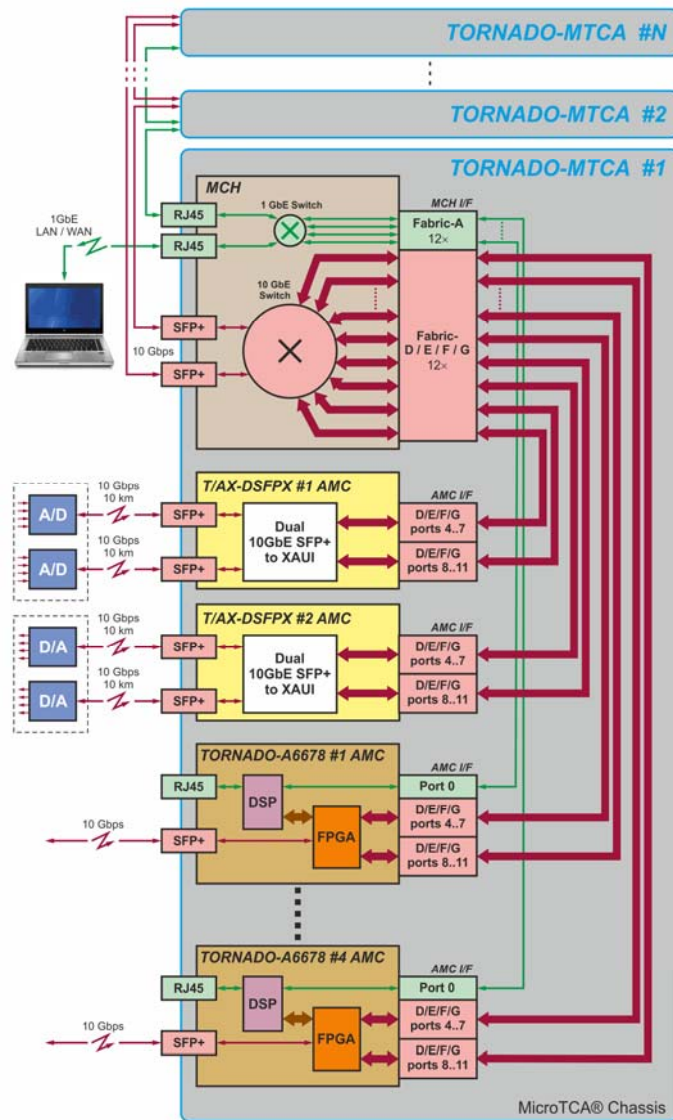 TORNADO-MTCA #N
TORNADO-MTCA #2
TORNADO-MTCA #1
MCH
1GbE
LAN / WAN
RJ45
RJ45
1 GbE Switch
MCH I/F
Fabric-A
12×
10 GbE
Switch
SFP+
10 Gbps
SFP+
Fabric-
D / E / F / G
12×
T/AX-DSFPX #1 AMC
AMC I/F
A/D
10 Gbps
10 km
SFP+
A/D
10 Gbps
10 km
SFP+
Dual
10GbE SFP+
to XAUI
D/E/F/G
ports 4..7
D/E/F/G
ports 8..11
T/AX-DSFPX #2 AMC
AMC I/F
D/A
10 Gbps
10 km
SFP+
D/A
10 Gbps
10 km
SFP+
Dual
10GbE SFP+
to XAUI
D/E/F/G
ports 4..7
D/E/F/G
ports 8..11
TORNADO-A6678 #1 AMC
AMC I/F
RJ45
DSP
Port 0
10 Gbps
SFP+
FPGA
D/E/F/G
ports 4..7
D/E/F/G
ports 8..11
TORNADO-A6678 #4 AMC
AMC I/F
RJ45
DSP
Port 0
10 Gbps
SFP+
FPGA
D/E/F/G
ports 4..7
D/E/F/G
ports 8..11
MicroTCA® Chassis